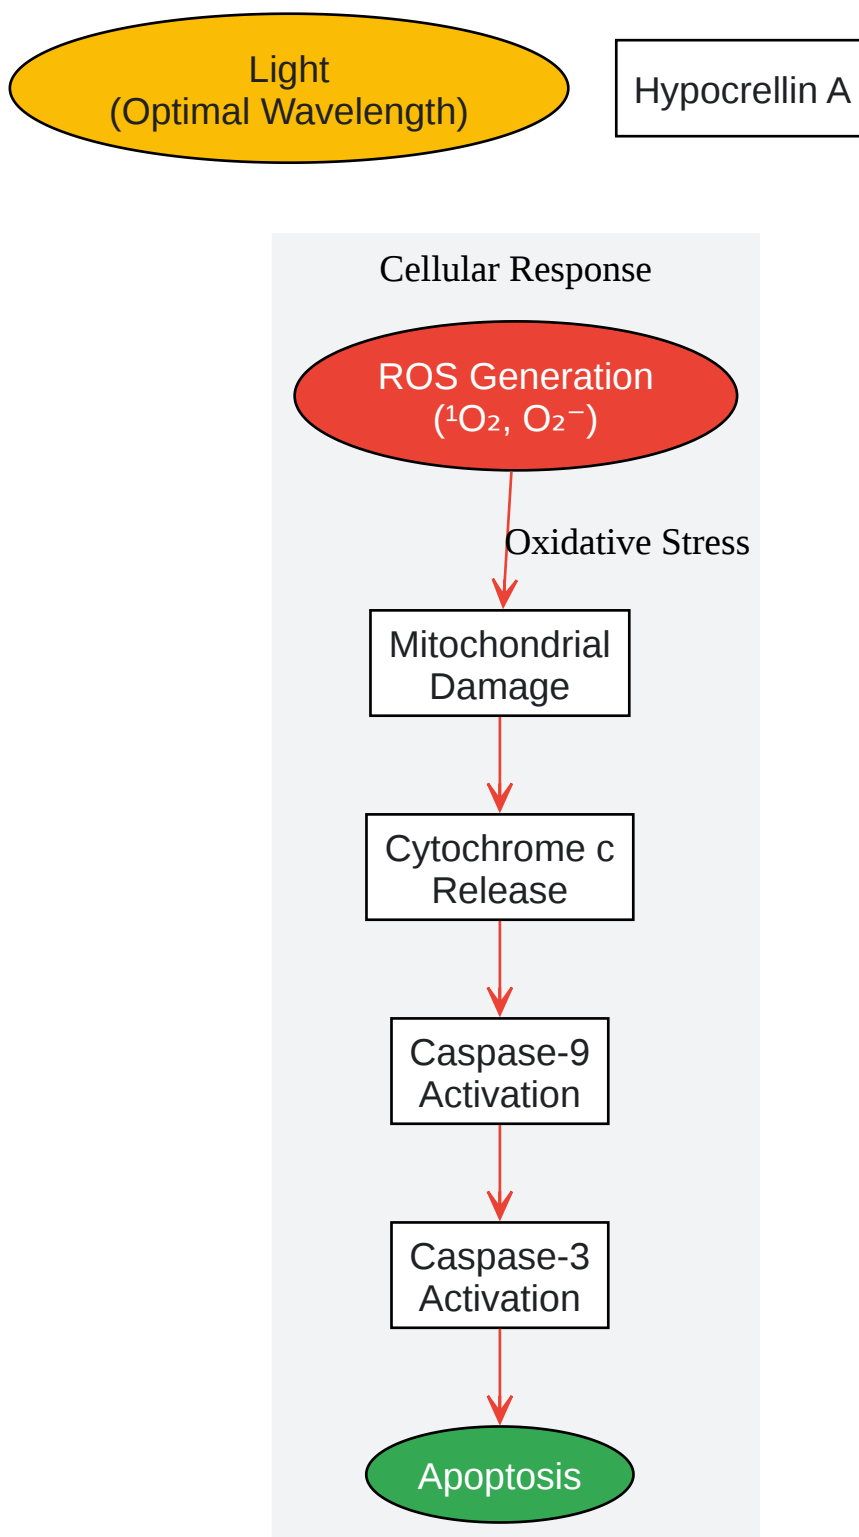 Light
(Optimal Wavelength)
Hypocrellin A
Cellular Response
ROS Generation
(¹O₂, O₂⁻)
Oxidative Stress
Mitochondrial
Damage
Cytochrome c
Release
Caspase-9
Activation
Caspase-3
Activation
Apoptosis